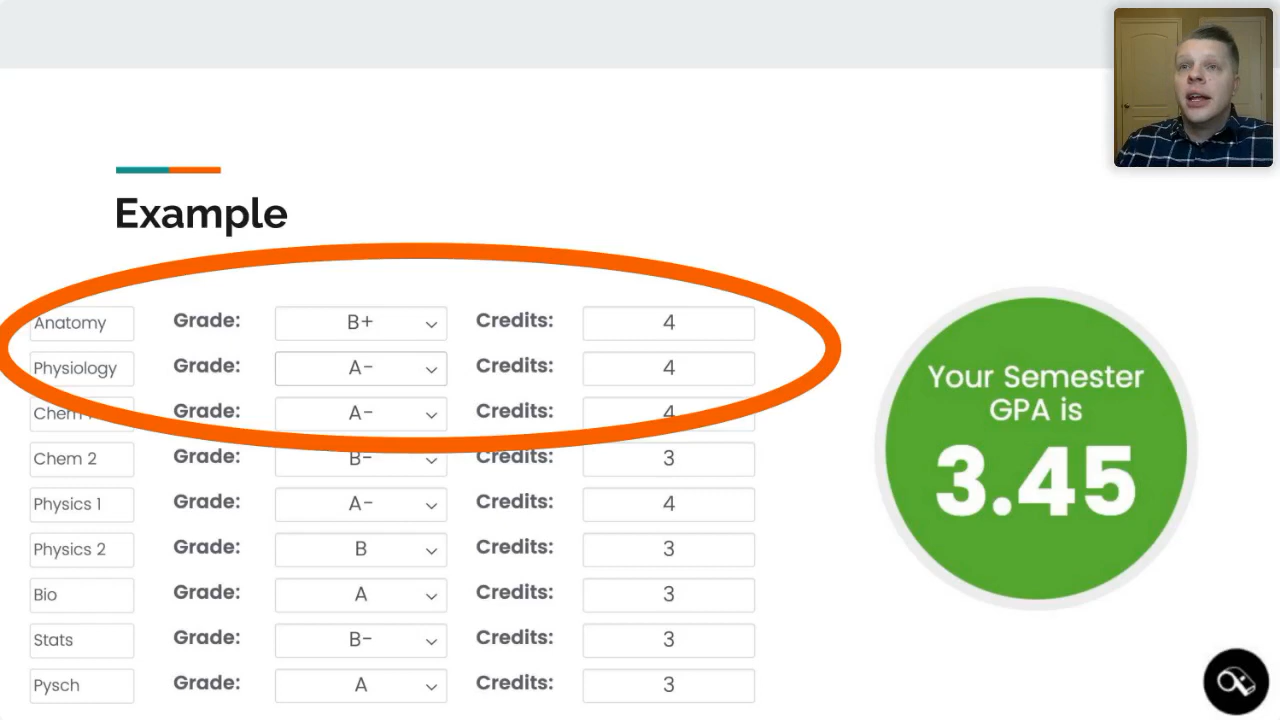 Example
Anatomy Grade: B+ Credits: 4
Physiology Grade: A- Credits: 4
Chem Grade: A- Credits: 4
Chem 2 Grade: B- Credits: 3
Physics 1 Grade: A- Credits: 4
Physics 2 Grade: B Credits: 3
Bio Grade: A Credits: 3
Stats Grade: B- Credits: 3
Pysch Grade: A Credits: 3
Your Semester
GPA is
3.45